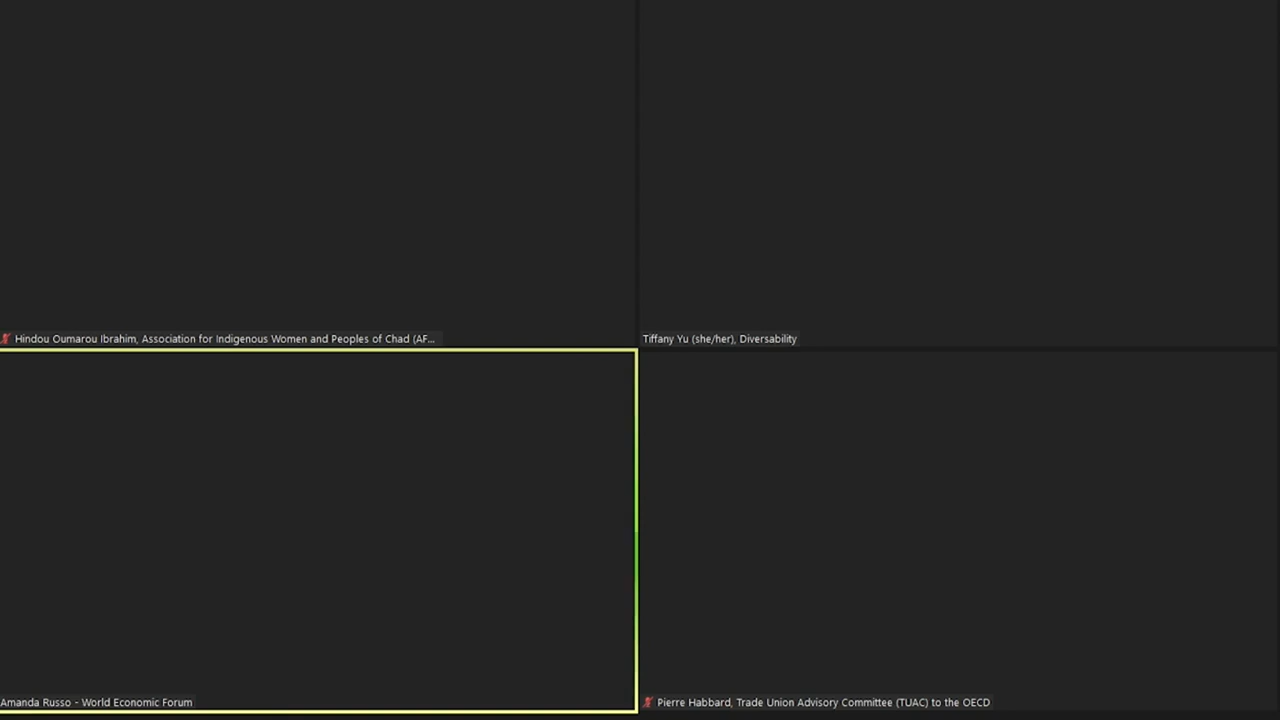 Hindou Oumarou Ibrahim, Association for Indigenous Women and Peoples of Chad (AF...
Tiffany Yu (she/her), Diversability
Amanda Russo - World Economic Forum
Pierre Habbard, Trade Union Advisory Committee (TUAC) to the OECD